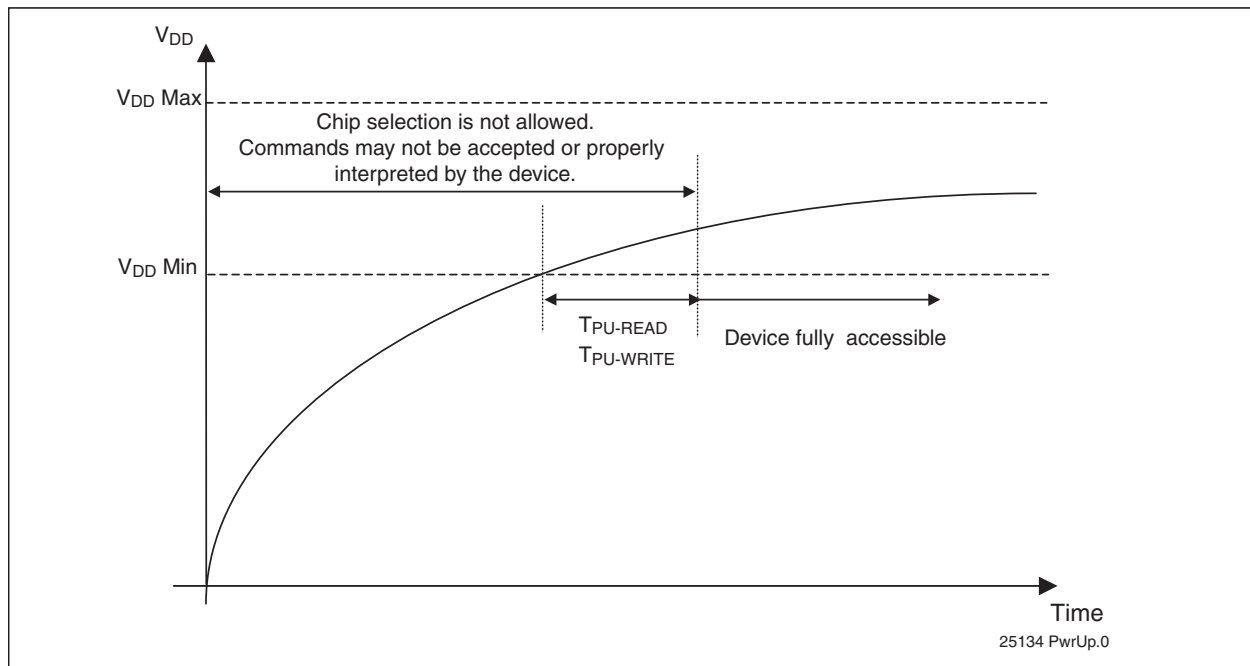 VDD
VDD Max
Chip selection is not allowed.
Commands may not be accepted or properly
interpreted by the device.
VDD Min
TPU-READ
TPU-WRITE
Device fully accessible
Time
25134 PwrUp.0